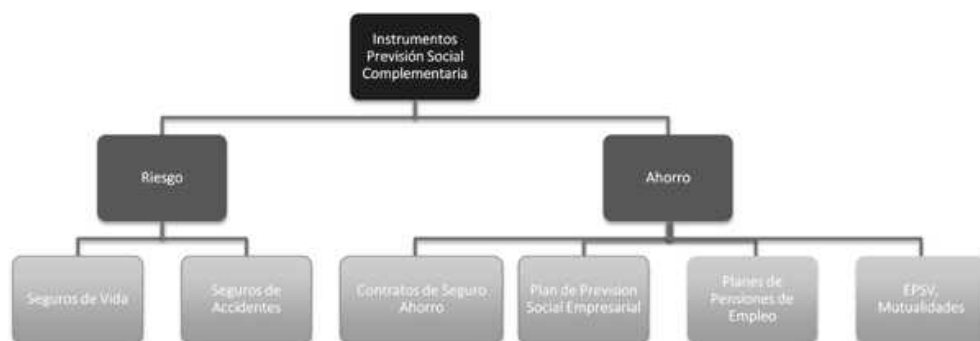 Instrumentos
Previsión Social
Complementaria
Riesgo
Ahorro
Seguros de Vida
Seguros de
Accidentes
Contratos de Seguro
Ahorro
Plan de Prevision
Social Empresarial
Planes de
Pensiones de
Empleo
EPSV,
Mutualidades